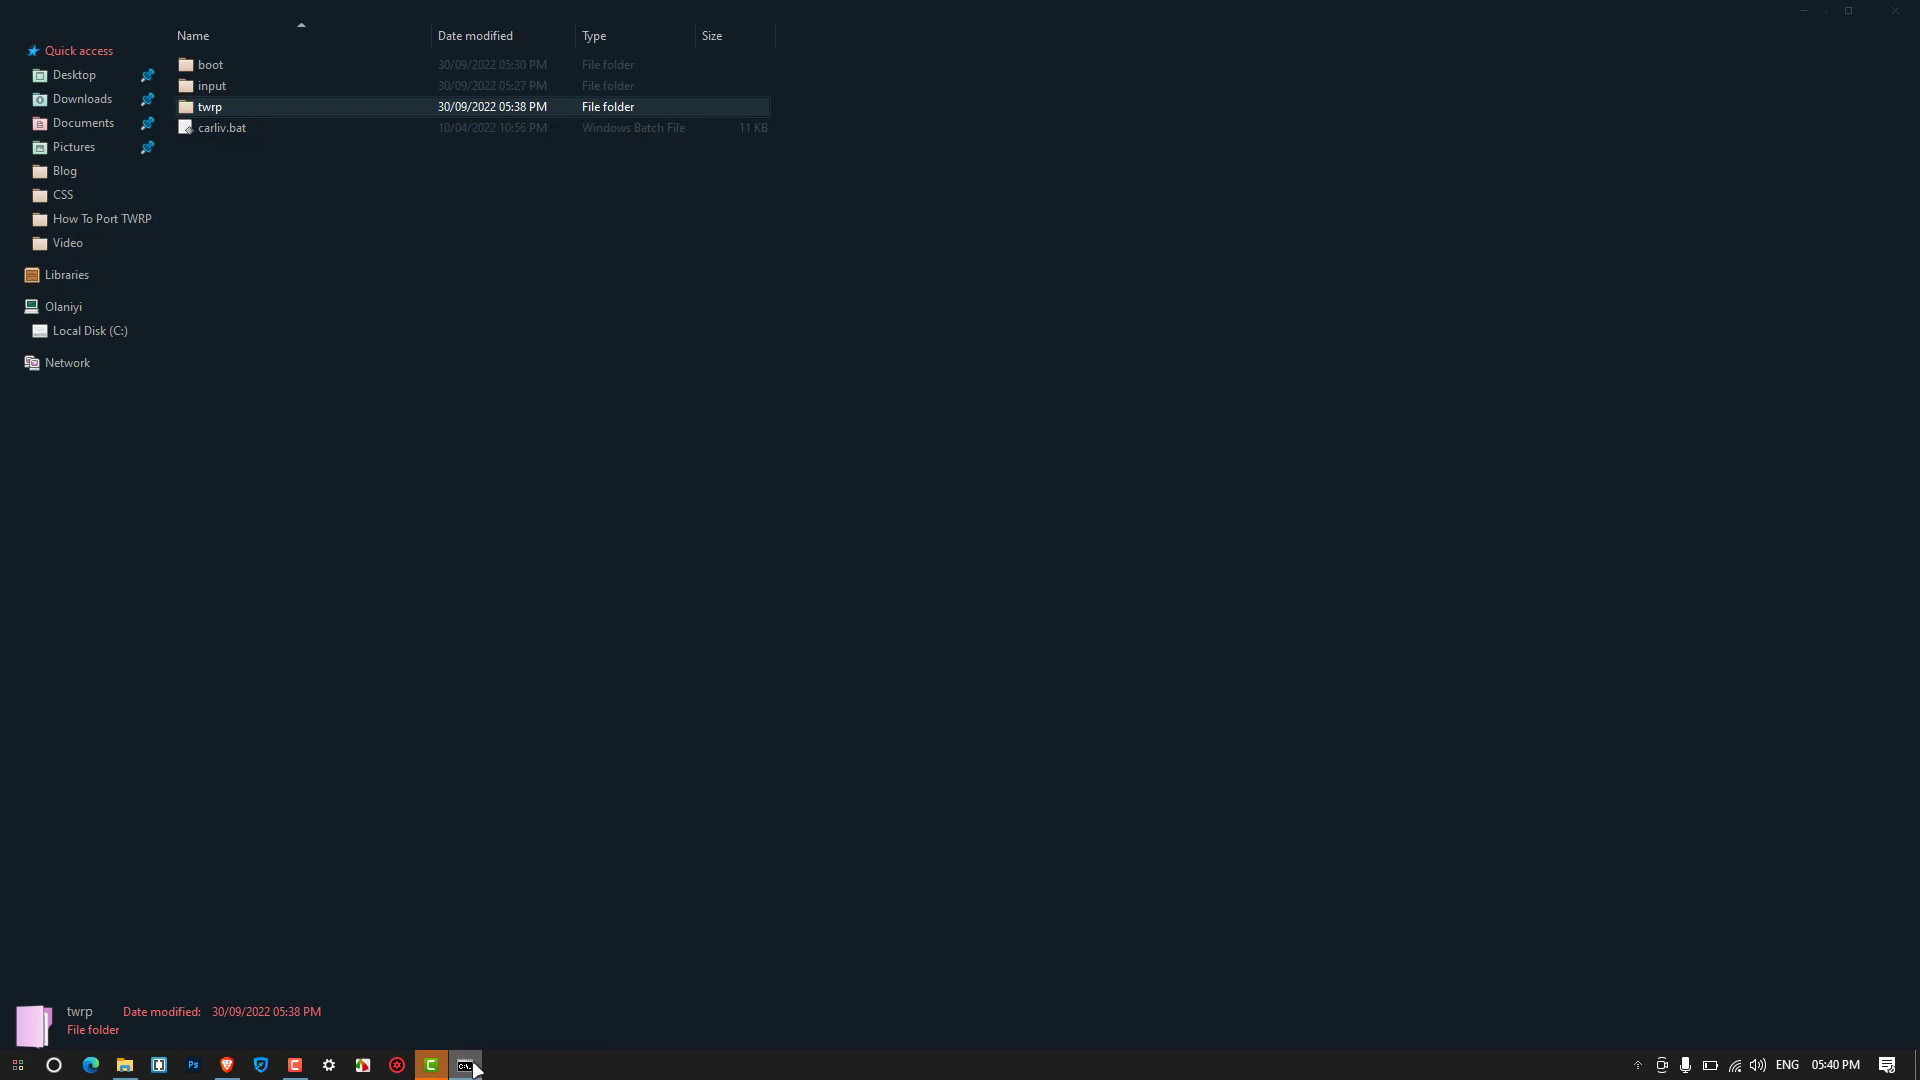 Name Date modified Type Size
Quick access
boot 30/09/2022 05:30 PM File folder
Desktop
input 30/09/2022 05:27 PM File folder
Downloads
twrp 30/09/2022 05:38 PM File folder
Documents
carliv.bat 10/04/2022 10:56 PM Windows Batch File 11 KB
Pictures
Blog
CSS
How To Port TWRP
Video
Libraries
Olaniyi
Local Disk (C:)
Network
twrp Date modified: 30/09/2022 05:38 PM
File folder
Ps C C C:\. ENG 05:40 PM